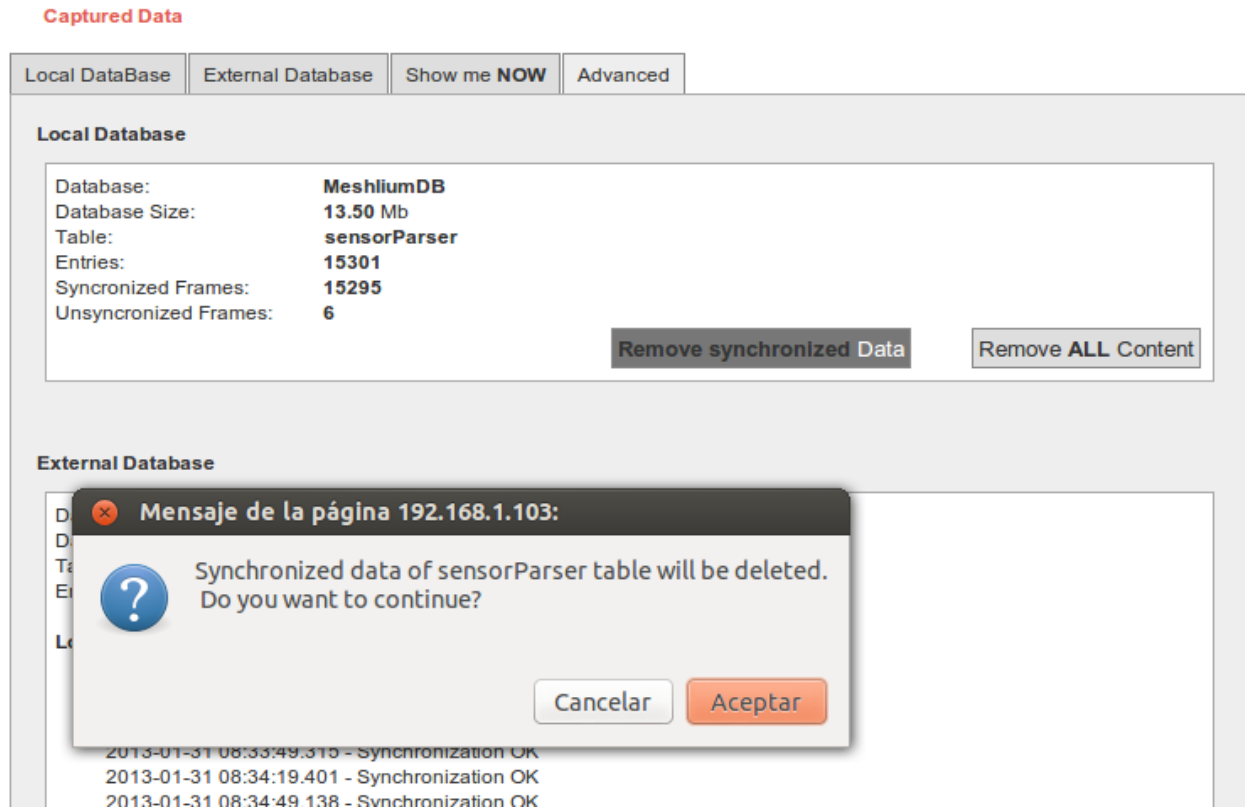 Captured Data
Local DataBase External Database Show me NOW Advanced
Local Database
Database: MeshliumDB
Database Size: 13.50 Mb
Table: sensorParser
Entries: 15301
Syncronized Frames: 15295
Unsyncronized Frames: 6
Remove synchronized Data Remove ALL Content
External Database
Mensaje de la página 192.168.1.103:
Synchronized data of sensorParser table will be deleted.
Do you want to continue?
Cancelar Aceptar
2013-01-31 08:33:49.315 - Synchronization OK
2013-01-31 08:34:19.401 - Synchronization OK
2013-01-31 08:34:49.138 - Synchronization OK